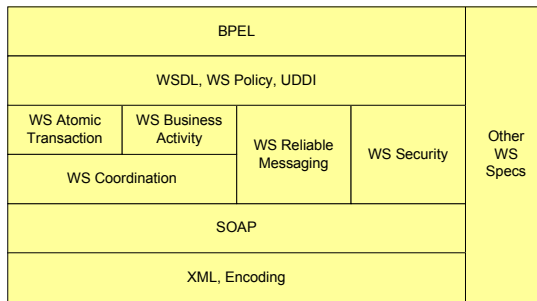 BPEL
WSDL, WS Policy, UDDI
WS Atomic
Transaction
WS Business
Activity
WS Reliable
Messaging
WS Security
Other
WS
Specs
WS Coordination
SOAP
XML, Encoding